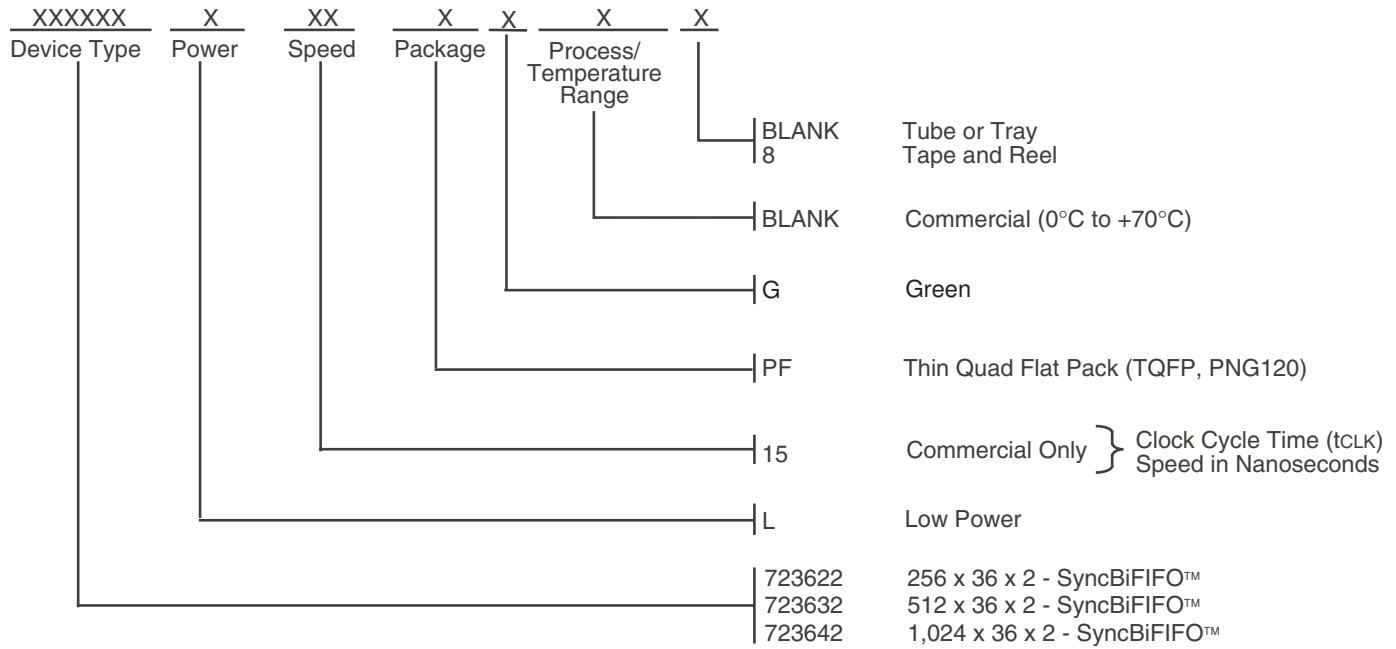 XXXXXX X XX X X X X
Device Type Power Speed Package Process/
Temperature
Range
BLANK Tube or Tray
8 Tape and Reel
BLANK Commercial (0°C to +70°C)
G Green
PF Thin Quad Flat Pack (TQFP, PNG120)
15 Commercial Only Clock Cycle Time (tCLK)
Speed in Nanoseconds
L Low Power
723622 256 x 36 x 2 - SyncBiFIFO™
723632 512 x 36 x 2 - SyncBiFIFO™
723642 1,024 x 36 x 2 - SyncBiFIFO™